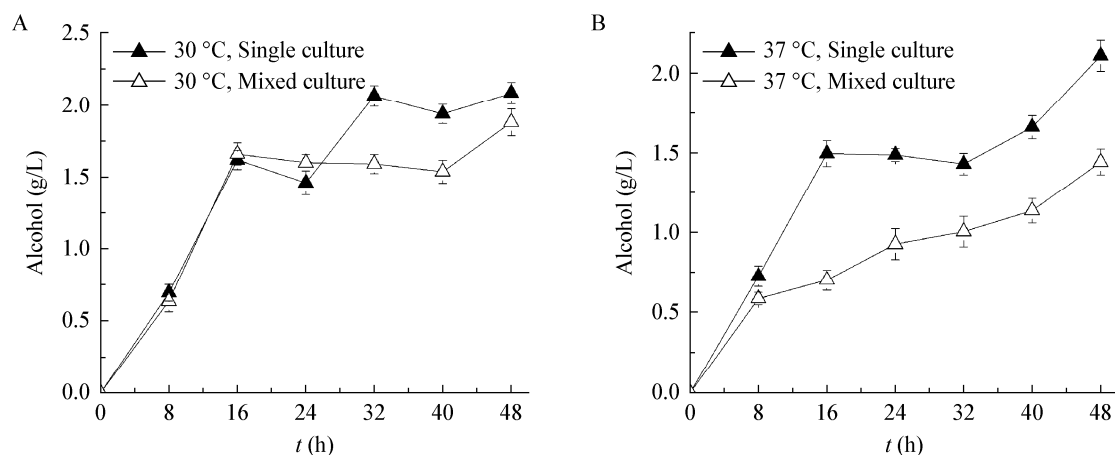 A
2.5
2.0
1.5
1.0
0.5
0.0
Alcohol (g/L)
30 °C, Single culture
30 °C, Mixed culture
0 8 16 24 32 40 48
t (h)
B
2.0
1.5
1.0
0.5
0.0
Alcohol (g/L)
37 °C, Single culture
37 °C, Mixed culture
0 8 16 24 32 40 48
t (h)